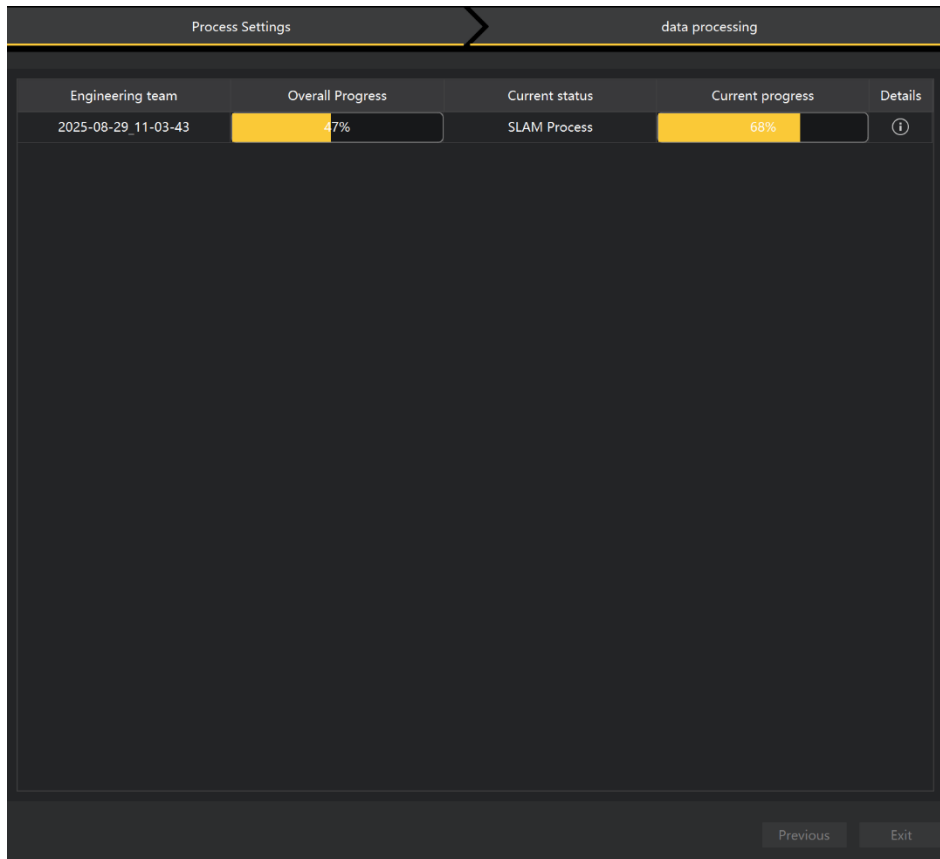 Process Settings data processing
Engineering team Overall Progress Current status Current progress Details
2025-08-29_11-03-43 47% SLAM Process 68%
Previous Exit